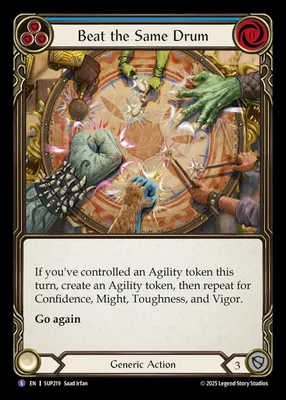 Beat the Same Drum
If you've controlled an Agility token this
turn, create an Agility token, then repeat for
Confidence, Might, Toughness, and Vigor.
Go again
Generic Action
3
S EN SUP219 Saad Irfan
©2025 Legend Story Studios